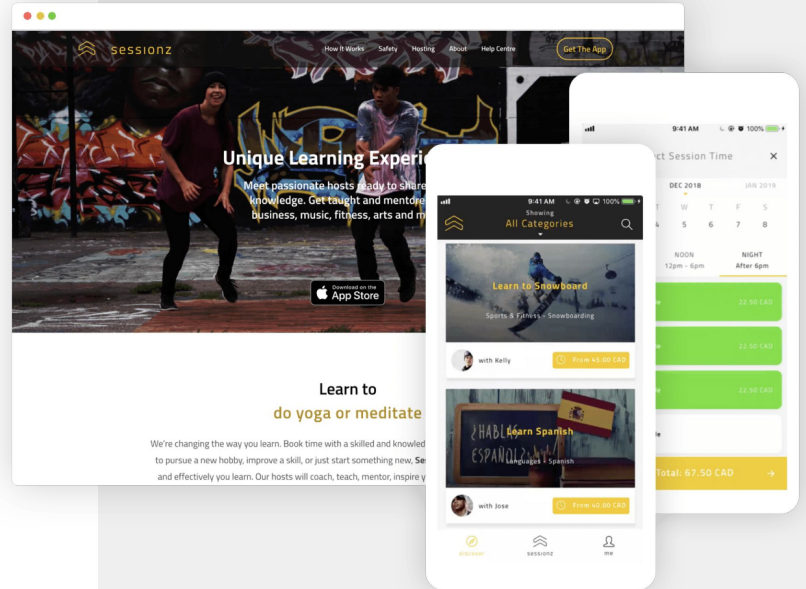 sessionz
How It Works Safety Hosting About Help Centre
Get The App
Unique Learning
Meet passionate hosts ready to share
knowledge. Get taught and
business, music, fitness, arts and
Download on the
App Store
Learn to
do yoga or meditate
We're changing the way you learn. Book time with a skilled and
to pursue a new hobby, improve a skill, or just start something new,
and effectively you learn. Our hosts will coach, teach, mentor, inspire
9:41 AM 100%
Showing
All Categories
Learn to Snowboard
Sports & Fitness - Snowboarding
with Kelly
From 45.00 CAD
¿HABLAS
ESPAÑOL?
Learn Spanish
Languages - Spanish
with Jose
From 40.00 CAD
discover sessionz me
9:41 AM 100%
Session Time
DEC 2018 JAN 2019
T W T F S
5 6 7 8
NOON NIGHT
12pm - 6pm After 6pm
22.50 CAD
22.50 CAD
22.50 CAD
Total: 67.50 CAD